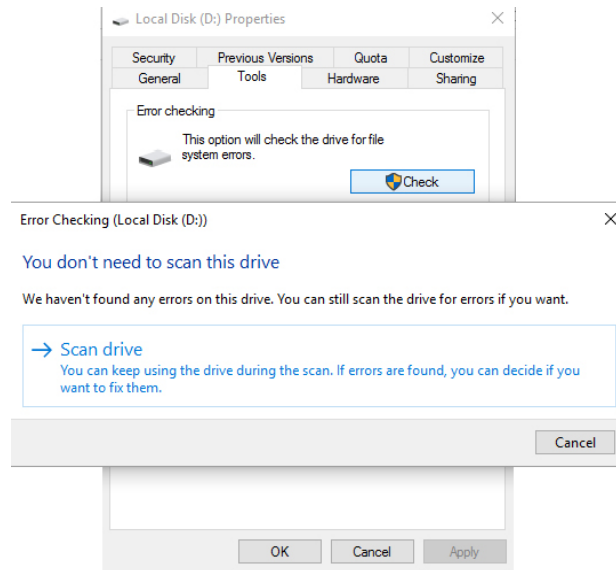 Local Disk (D:) Properties
Security Previous Versions Quota Customize
General Tools Hardware Sharing
Error checking
This option will check the drive for file
system errors.
Check
Error Checking (Local Disk (D:))
You don't need to scan this drive
We haven't found any errors on this drive. You can still scan the drive for errors if you want.
Scan drive
You can keep using the drive during the scan. If errors are found, you can decide if you
want to fix them.
Cancel
OK Cancel Apply